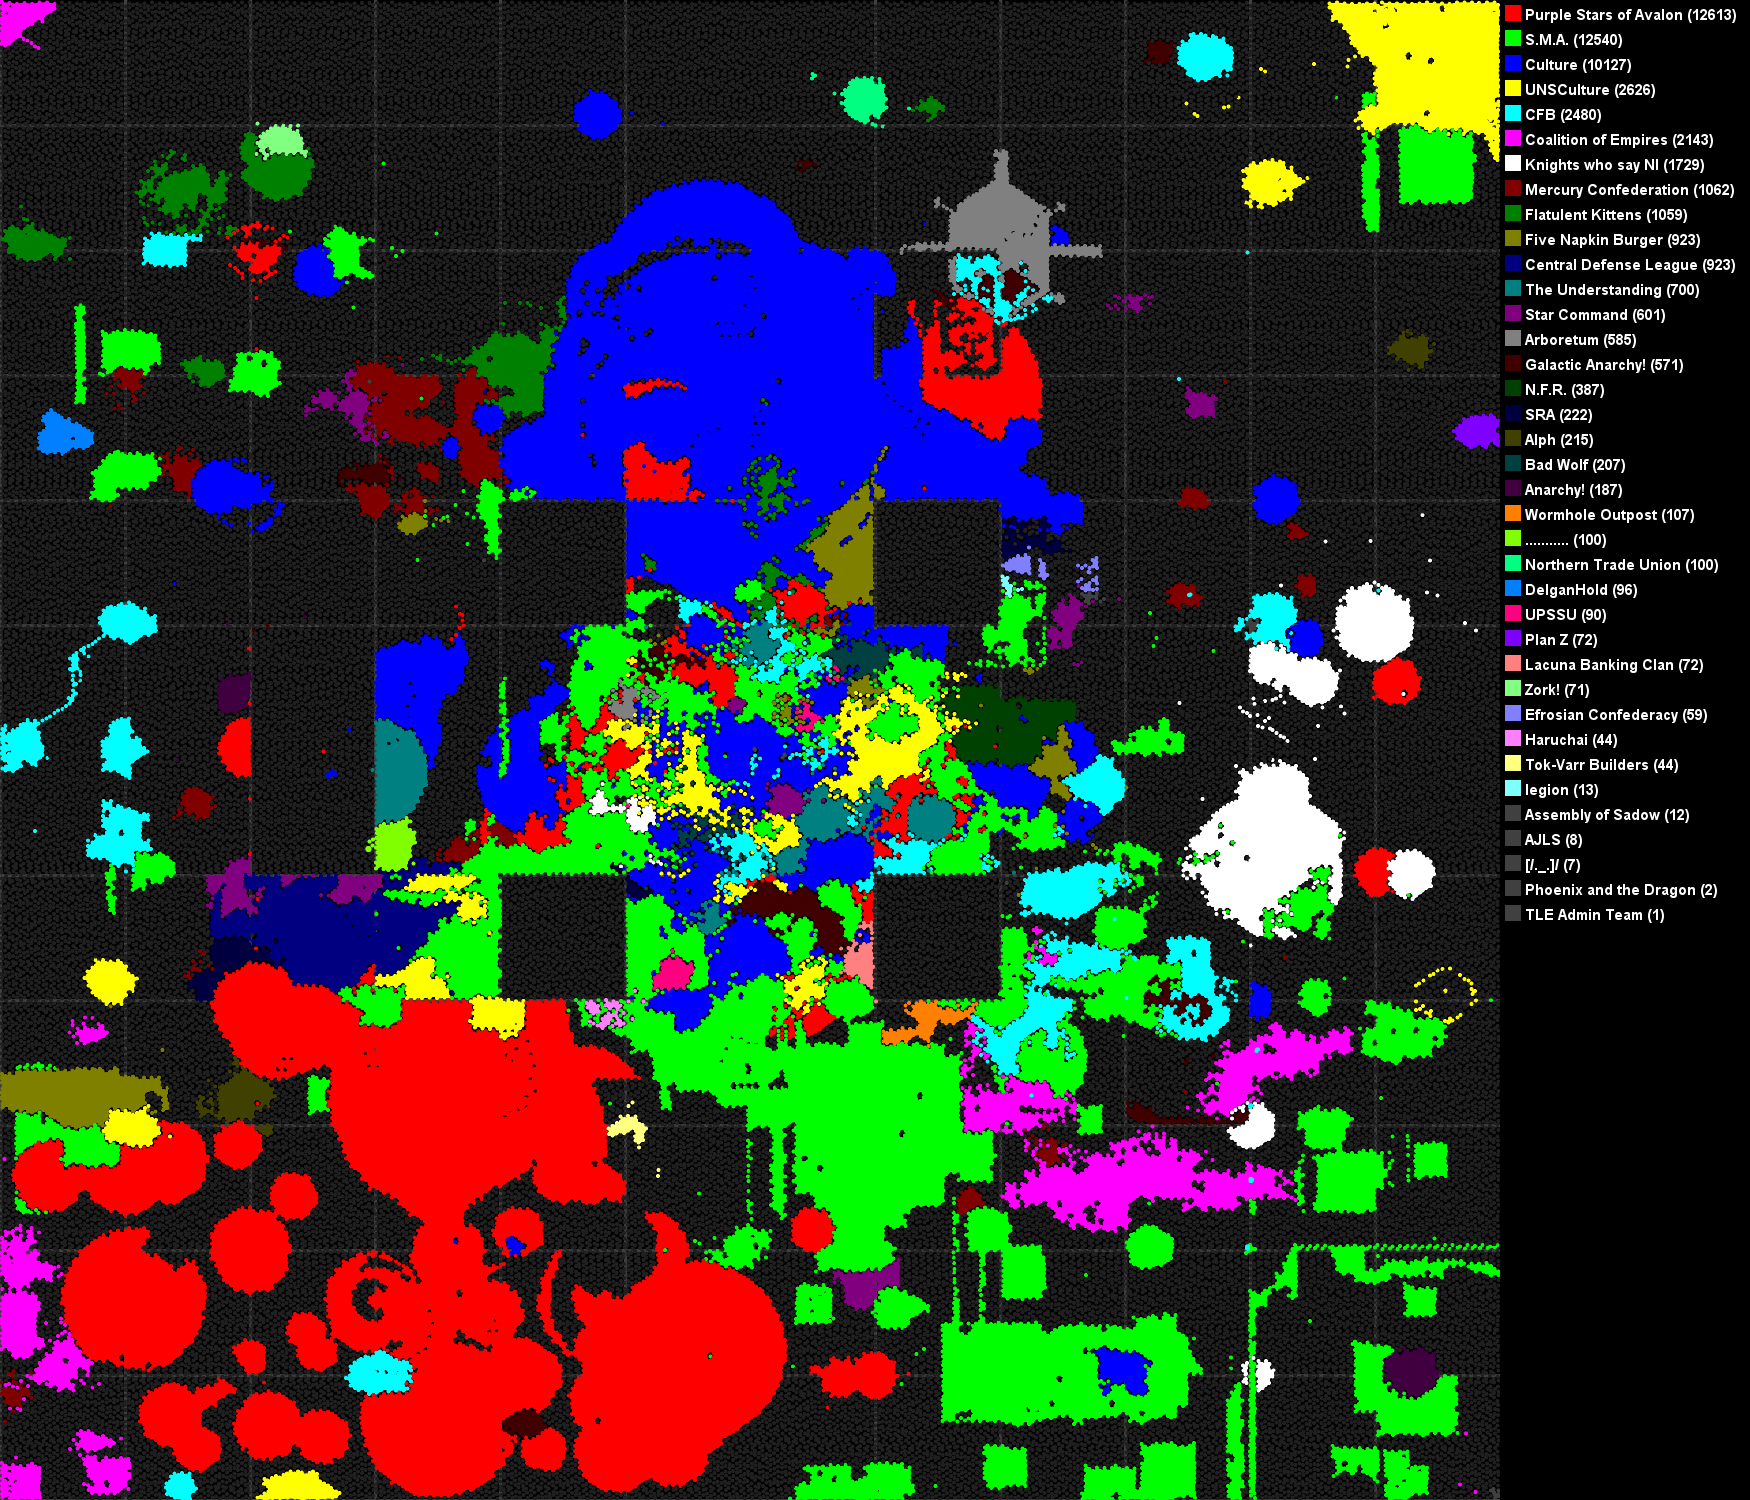 Purple Stars of Avalon (12613)
S.M.A. (12540)
Culture (10127)
UNSCulture (2626)
CFB (2480)
Coalition of Empires (2143)
Knights who say NI (1729)
Mercury Confederation (1062)
Flatulent Kittens (1059)
Five Napkin Burger (923)
Central Defense League (923)
The Understanding (700)
Star Command (601)
Arboretum (585)
Galactic Anarchy! (571)
N.F.R. (387)
SRA (222)
Alph (215)
Bad Wolf (207)
Anarchy! (187)
Wormhole Outpost (107)
........... (100)
Northern Trade Union (100)
DelganHold (96)
UPSSU (90)
Plan Z (72)
Lacuna Banking Clan (72)
Zork! (71)
Efrosian Confederacy (59)
Haruchai (44)
Tok-Varr Builders (44)
legion (13)
Assembly of Sadow (12)
AJLS (8)
[/._.]/ (7)
Phoenix and the Dragon (2)
TLE Admin Team (1)